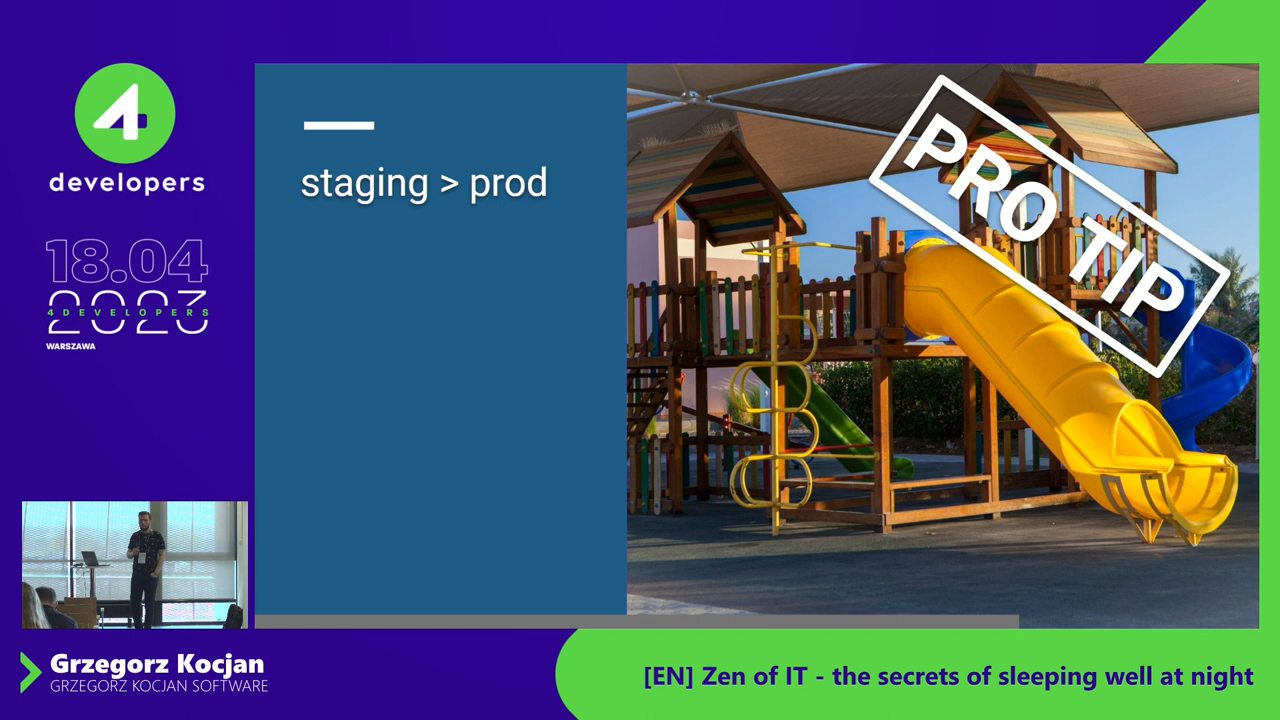 4
developers
18.04
2023
4DEVELOPERS
WARSZAWA
staging > prod
PRO TIP
Grzegorz Kocjan
GRZEGORZ KOCJAN SOFTWARE
[EN] Zen of IT - the secrets of sleeping well at night